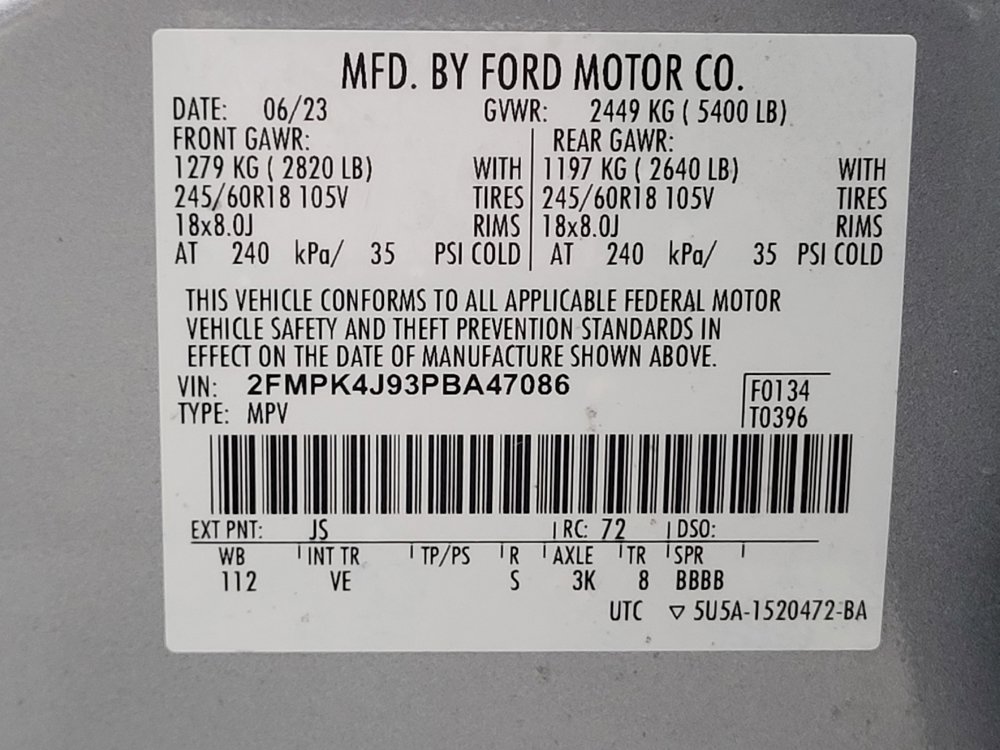 MFD. BY FORD MOTOR CO.
DATE: 06/23 GVWR: 2449 KG ( 5400 LB)
FRONT GAWR: REAR GAWR:
1279 KG ( 2820 LB) WITH 1197 KG ( 2640 LB) WITH
245/60R18 105V TIRES 245/60R18 105V TIRES
18x8.0J RIMS 18x8.0J RIMS
AT 240 kPa/ 35 PSI COLD AT 240 kPa/ 35 PSI COLD
THIS VEHICLE CONFORMS TO ALL APPLICABLE FEDERAL MOTOR
VEHICLE SAFETY AND THEFT PREVENTION STANDARDS IN
EFFECT ON THE DATE OF MANUFACTURE SHOWN ABOVE.
VIN: 2FMPK4J93PBA47086 F0134
TYPE: MPV T0396
EXT PNT: JS RC: 72 DSO:
WB INT TR TP/PS R AXLE TR SPR
112 VE S 3K 8 BBBB
UTC ▽ 5U5A-1520472-BA